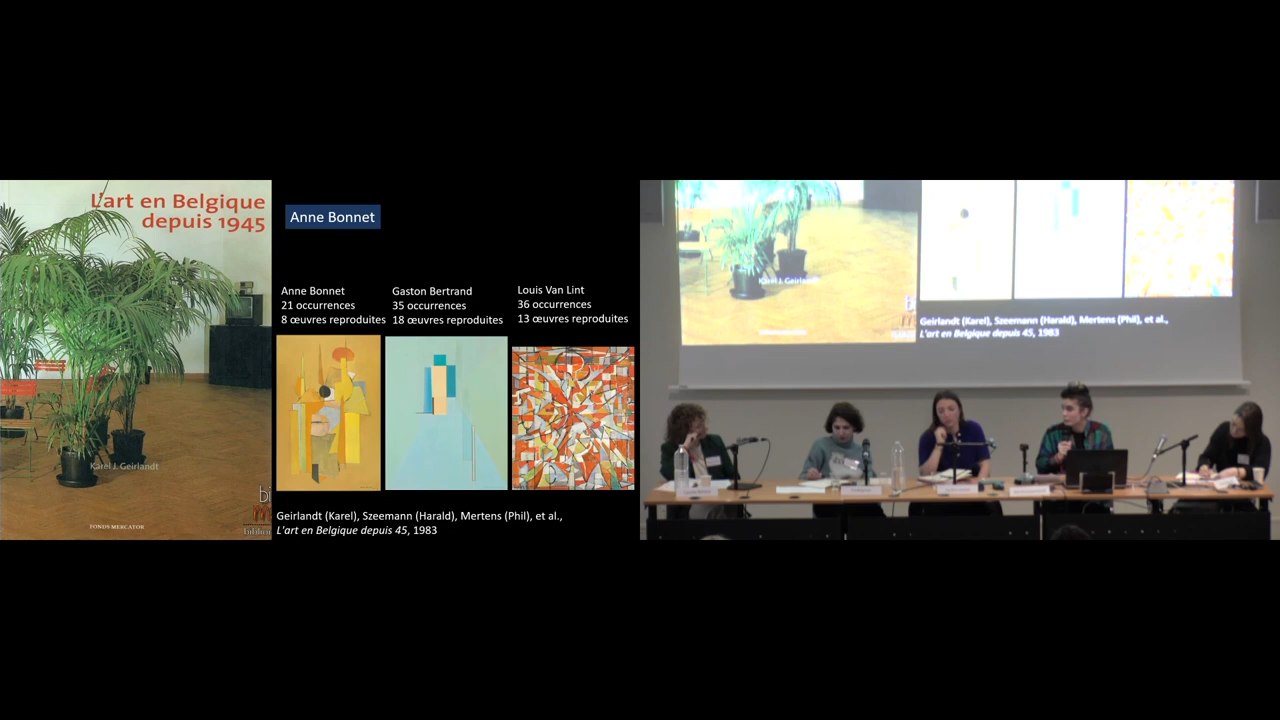 L'art en Belgique
depuis 1945
Karel J. Geirlandt
FONDS MERCATOR
Anne Bonnet
Anne Bonnet
21 occurrences
8 œuvres reproduites
Gaston Bertrand
35 occurrences
18 œuvres reproduites
Louis Van Lint
36 occurrences
13 œuvres reproduites
Geirlandt (Karel), Szeemann (Harald), Mertens (Phil), et al.,
L'art en Belgique depuis 45, 1983
Karel J. Geirlandt
Geirlandt (Karel), Szeemann (Harald), Mertens (Phil), et al.,
L'art en Belgique depuis 45, 1983